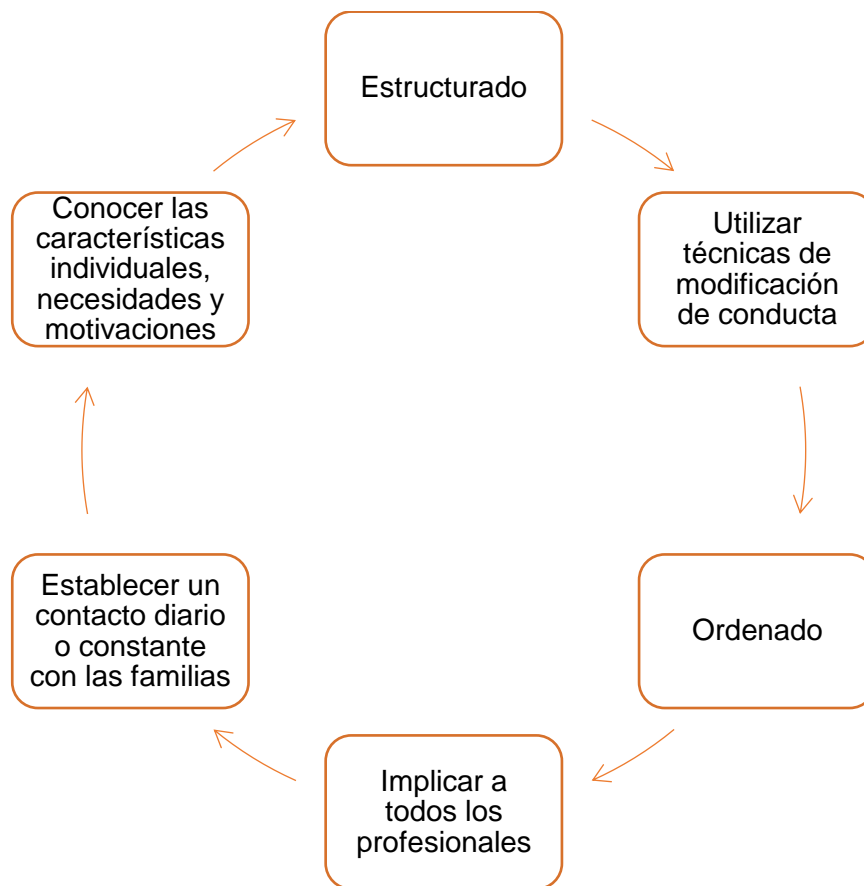 Estructurado
Utilizar
técnicas de
modificación
de conducta
Ordenado
Implicar a
todos los
profesionales
Establecer un
contacto diario
o constante
con las familias
Conocer las
características
individuales,
necesidades y
motivaciones